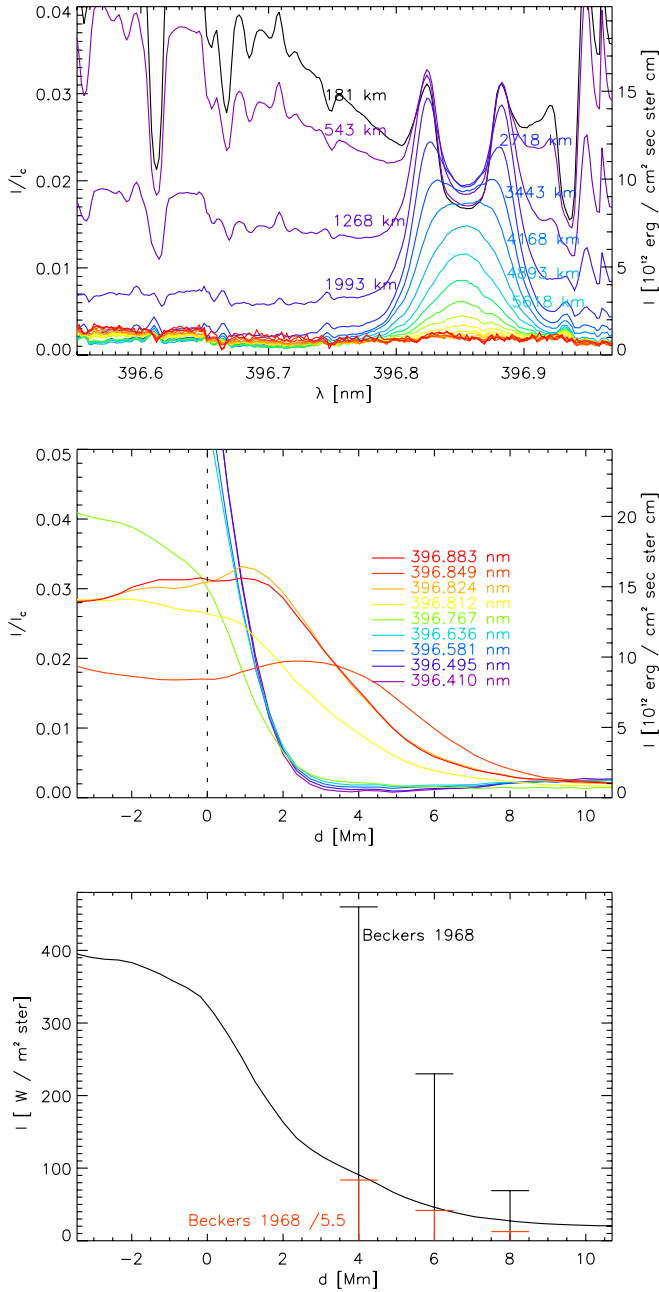 0.04
0.03
0.02
0.01
0.00
I/Ic
15
10
5
0
I [10¹² erg / cm² sec ster cm]
181 km
543 km
2718 km
3443 km
1268 km
4168 km
4893 km
1993 km
5618 km
396.6 396.7 396.8 396.9
λ [nm]
0.05
0.04
0.03
0.02
0.01
0.00
I/Ic
20
15
10
5
0
I [10¹² erg / cm² sec ster cm]
396.883 nm
396.849 nm
396.824 nm
396.812 nm
396.767 nm
396.636 nm
396.581 nm
396.495 nm
396.410 nm
−2 0 2 4 6 8 10
d [Mm]
400
300
200
100
0
I [ W / m² ster]
Beckers 1968
Beckers 1968 /5.5
−2 0 2 4 6 8 10
d [Mm]